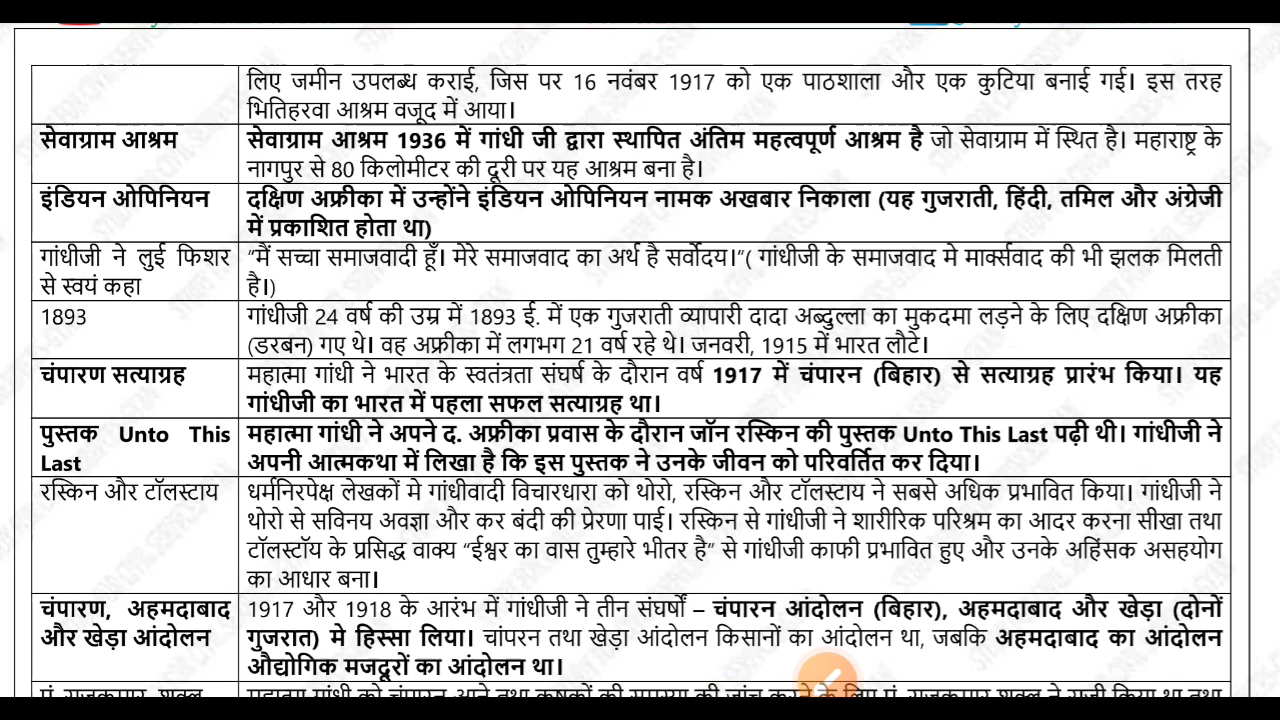 लिए जमीन उपलब्ध कराई, जिस पर 16 नवंबर 1917 को एक पाठशाला और एक कुटिया बनाई गई। इस तरह
भितिहरवा आश्रम वजूद में आया।
सेवाग्राम आश्रम
सेवाग्राम आश्रम 1936 में गांधी जी द्वारा स्थापित अंतिम महत्वपूर्ण आश्रम है जो सेवाग्राम में स्थित है। महाराष्ट्र के
नागपुर से 80 किलोमीटर की दूरी पर यह आश्रम बना है।
इंडियन ओपिनियन
दक्षिण अफ्रीका में उन्होंने इंडियन ओपिनियन नामक अखबार निकाला (यह गुजराती, हिंदी, तमिल और अंग्रेजी
में प्रकाशित होता था)
गांधीजी ने लुई फिशर
से स्वयं कहा
"मैं सच्चा समाजवादी हूँ। मेरे समाजवाद का अर्थ है सर्वोदय।"( गांधीजी के समाजवाद मे मार्क्सवाद की भी झलक मिलती
है।)
1893
गांधीजी 24 वर्ष की उम्र में 1893 ई. में एक गुजराती व्यापारी दादा अब्दुल्ला का मुकदमा लड़ने के लिए दक्षिण अफ्रीका
(डरबन) गए थे। वह अफ्रीका में लगभग 21 वर्ष रहे थे। जनवरी, 1915 में भारत लौटे।
चंपारण सत्याग्रह
महात्मा गांधी ने भारत के स्वतंत्रता संघर्ष के दौरान वर्ष 1917 में चंपारन (बिहार) से सत्याग्रह प्रारंभ किया। यह
गांधीजी का भारत में पहला सफल सत्याग्रह था।
पुस्तक Unto This
Last
महात्मा गांधी ने अपने द. अफ्रीका प्रवास के दौरान जॉन रस्किन की पुस्तक Unto This Last पढ़ी थी। गांधीजी ने
अपनी आत्मकथा में लिखा है कि इस पुस्तक ने उनके जीवन को परिवर्तित कर दिया।
रस्किन और टॉलस्टाय
धर्मनिरपेक्ष लेखकों मे गांधीवादी विचारधारा को थोरो, रस्किन और टॉलस्टाय ने सबसे अधिक प्रभावित किया। गांधीजी ने
थोरो से सविनय अवज्ञा और कर बंदी की प्रेरणा पाई। रस्किन से गांधीजी ने शारीरिक परिश्रम का आदर करना सीखा तथा
टॉलस्टॉय के प्रसिद्ध वाक्य "ईश्वर का वास तुम्हारे भीतर है" से गांधीजी काफी प्रभावित हुए और उनके अहिंसक असहयोग
का आधार बना।
चंपारण, अहमदाबाद
और खेड़ा आंदोलन
1917 और 1918 के आरंभ में गांधीजी ने तीन संघर्षों – चंपारन आंदोलन (बिहार), अहमदाबाद और खेड़ा (दोनों
गुजरात) मे हिस्सा लिया। चांपरन तथा खेड़ा आंदोलन किसानों का आंदोलन था, जबकि अहमदाबाद का आंदोलन
औद्योगिक मजदूरों का आंदोलन था।
पं. राजकुमार शुक्ल
महात्मा गांधी को चंपारन आने तथा कृषकों की समस्या की जांच करने के लिए पं. राजकुमार शुक्ल ने राजी किया था तथा